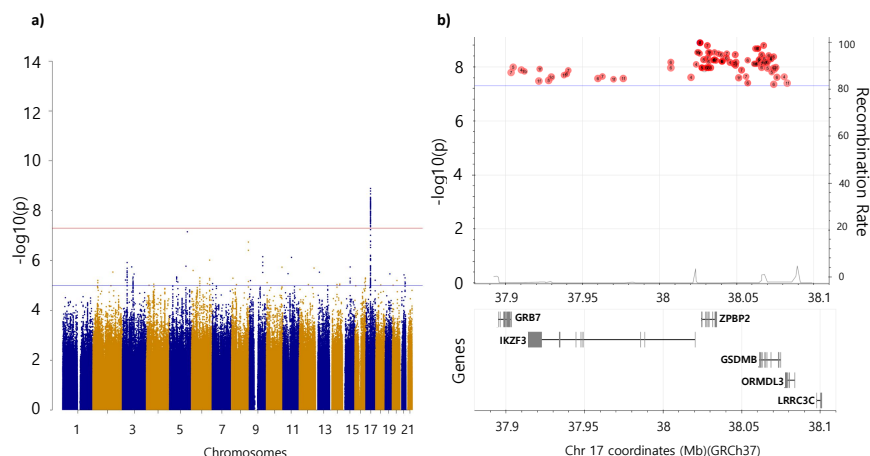 a)
14
12
10
8
6
4
2
0
-log10(p)
1 3 5 7 9 11 13 15 17 19 21
Chromosomes
b)
8
6
4
2
0
-log10(p)
100
80
60
40
20
0
Recombination Rate
37.9 37.95 38 38.05 38.1
GRB7
ZPBP2
IKZF3
GSDMB
ORMDL3
LRRC3C
Genes
37.9 37.95 38 38.05 38.1
Chr 17 coordinates (Mb)(GRCh37)